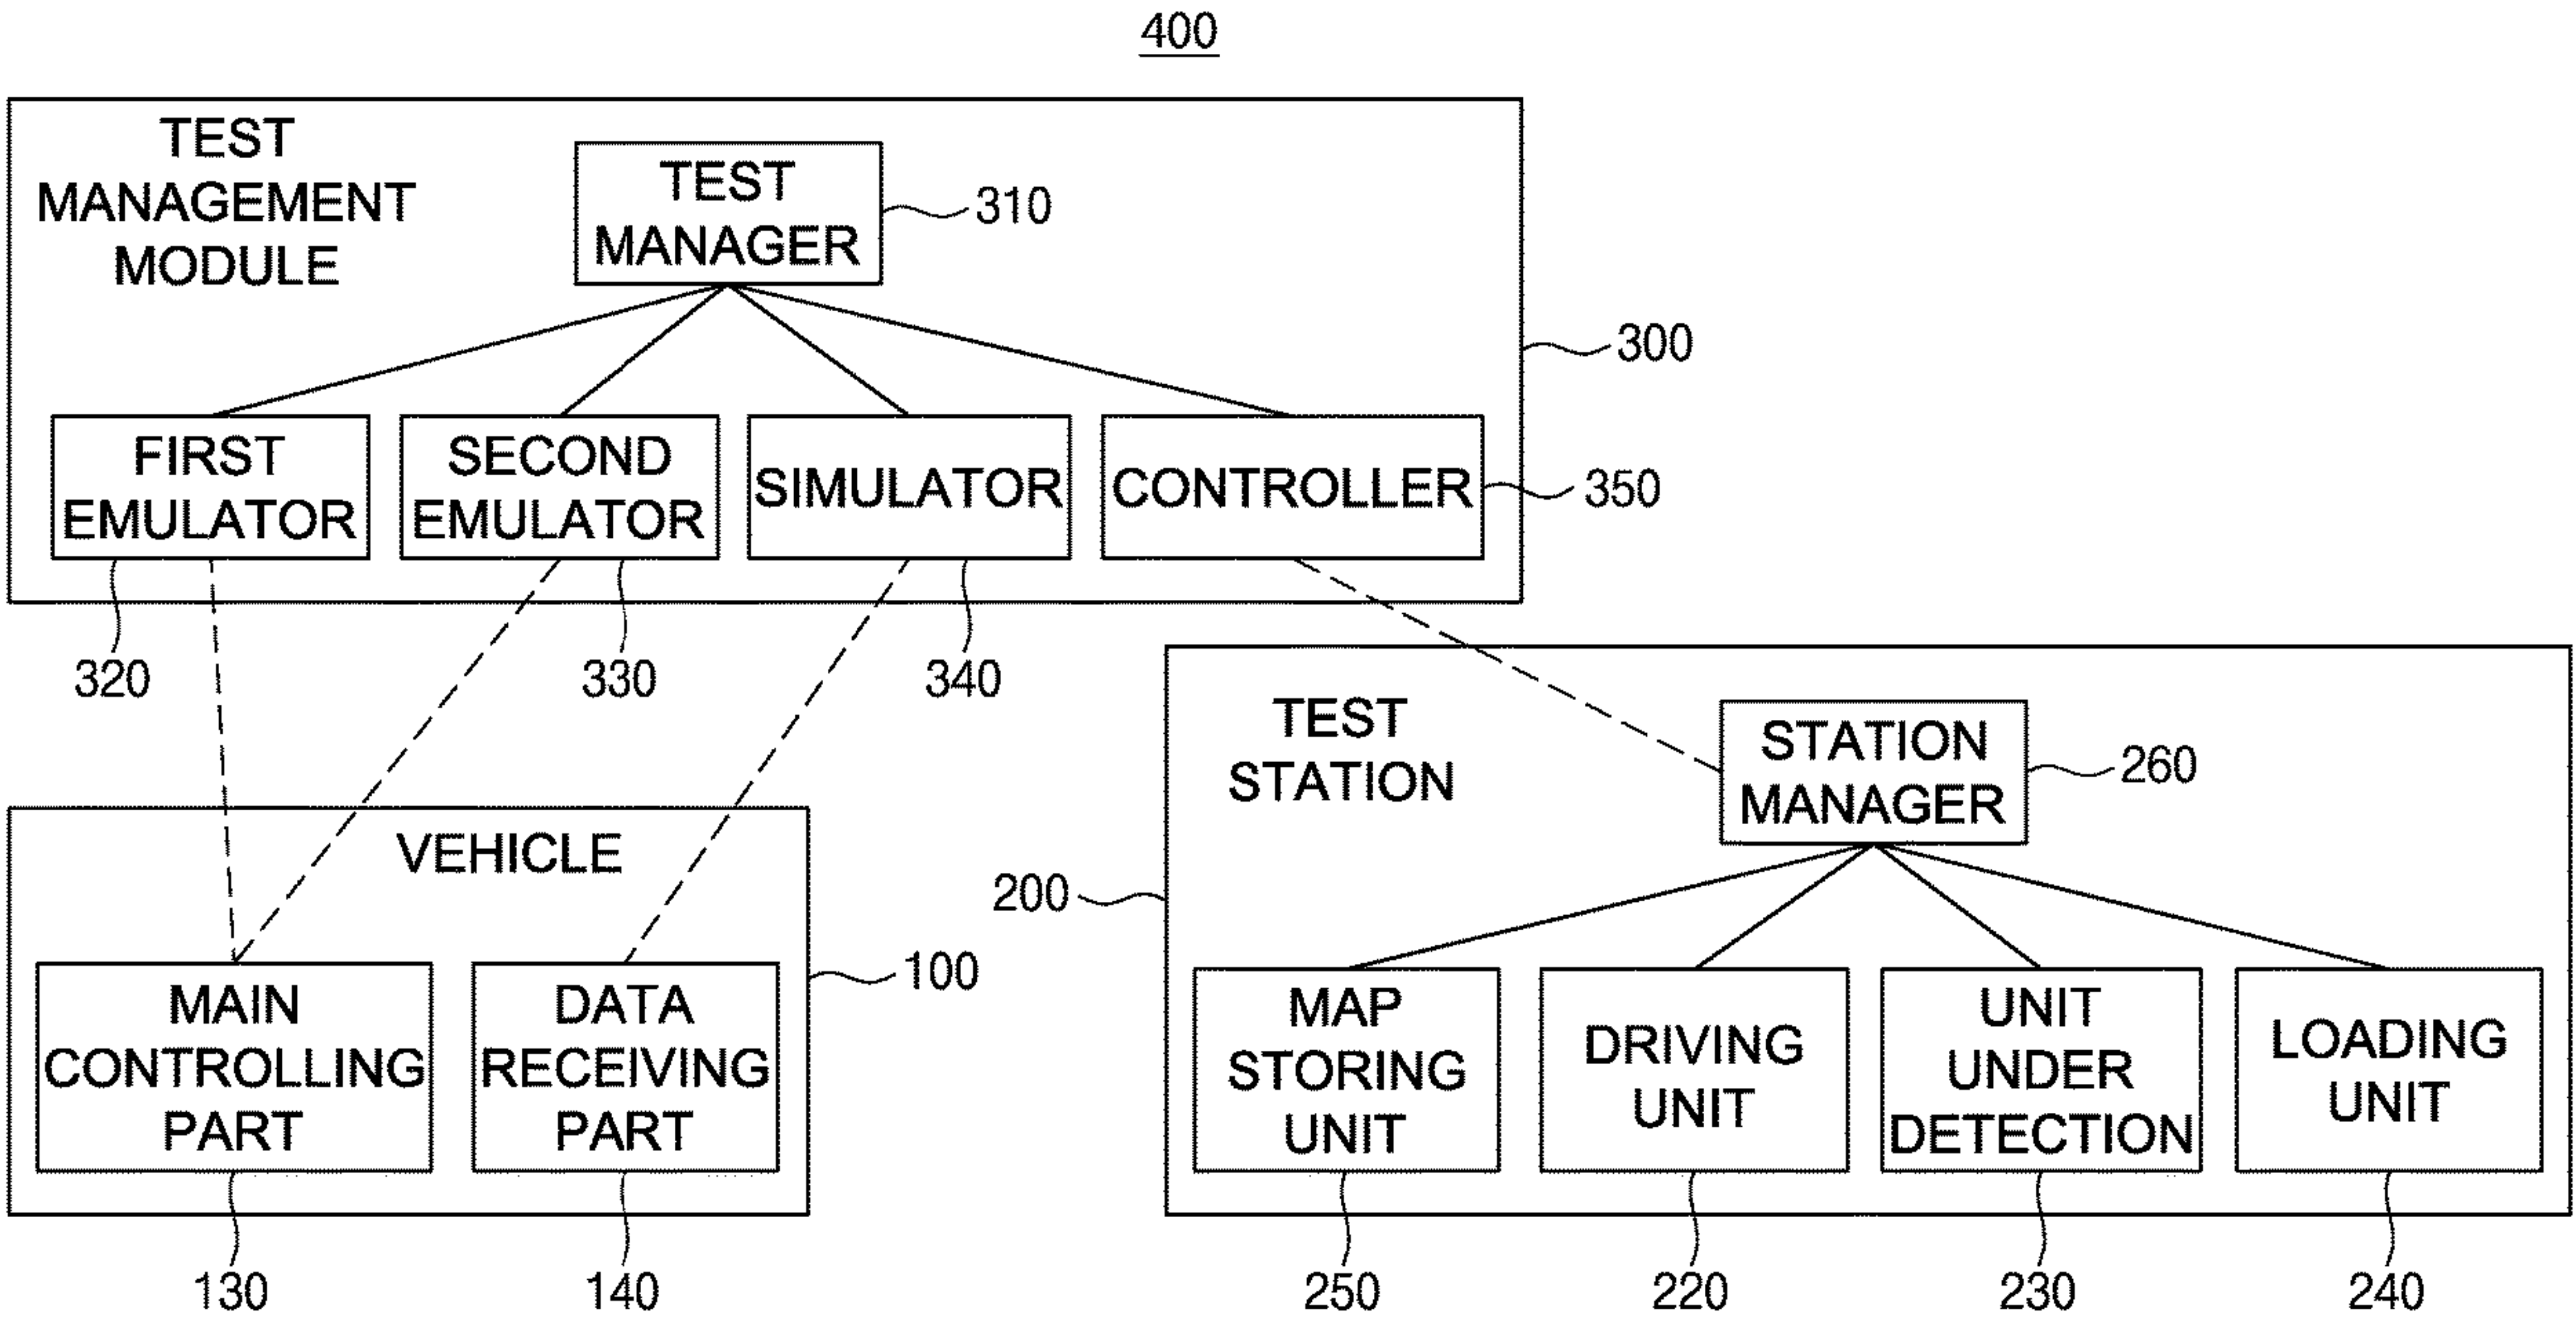 400
TEST
MANAGEMENT
MODULE
TEST
MANAGER
310
300
FIRST
EMULATOR
SECOND
EMULATOR
SIMULATOR
CONTROLLER
350
320
330
340
TEST
STATION
STATION
MANAGER
260
VEHICLE
200
100
MAIN
CONTROLLING
PART
DATA
RECEIVING
PART
MAP
STORING
UNIT
DRIVING
UNIT
UNIT
UNDER
DETECTION
LOADING
UNIT
130
140
250
220
230
240